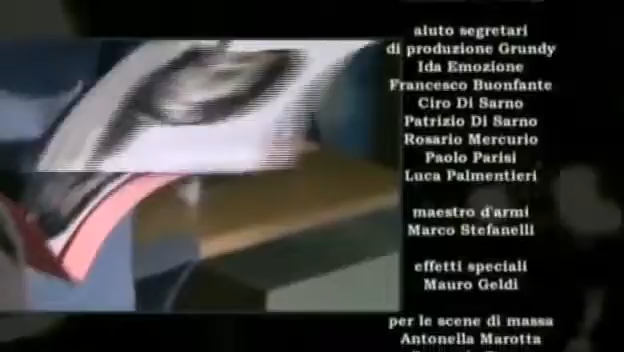 aiuto segretari
di produzione Grundy
Ida Emozione
Francesco Buonfante
Ciro Di Sarno
Patrizio Di Sarno
Rosario Mercurio
Paolo Parisi
Luca Palmentieri
maestro d'armi
Marco Stefanelli
effetti speciali
Mauro Geldi
per le scene di massa
Antonella Marotta